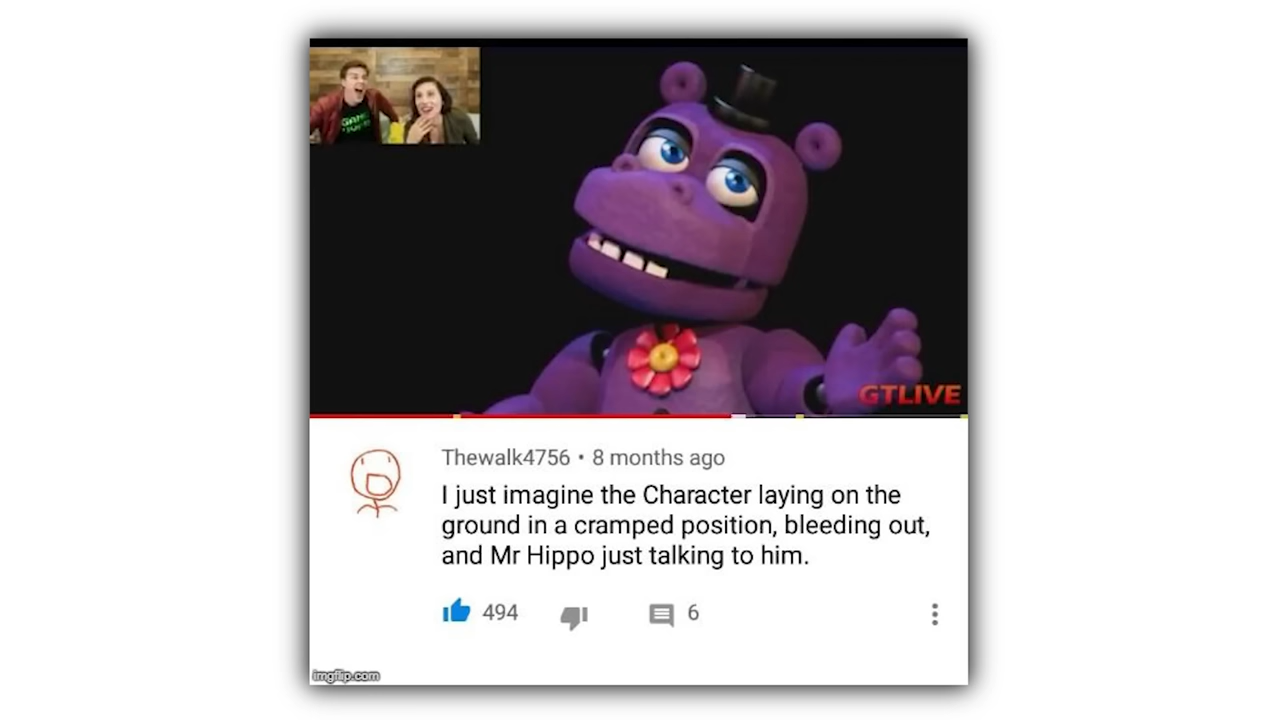 GAME
GTLIVE
Thewalk4756 • 8 months ago
I just imagine the Character laying on the
ground in a cramped position, bleeding out,
and Mr Hippo just talking to him.
494
6
imgflip.com